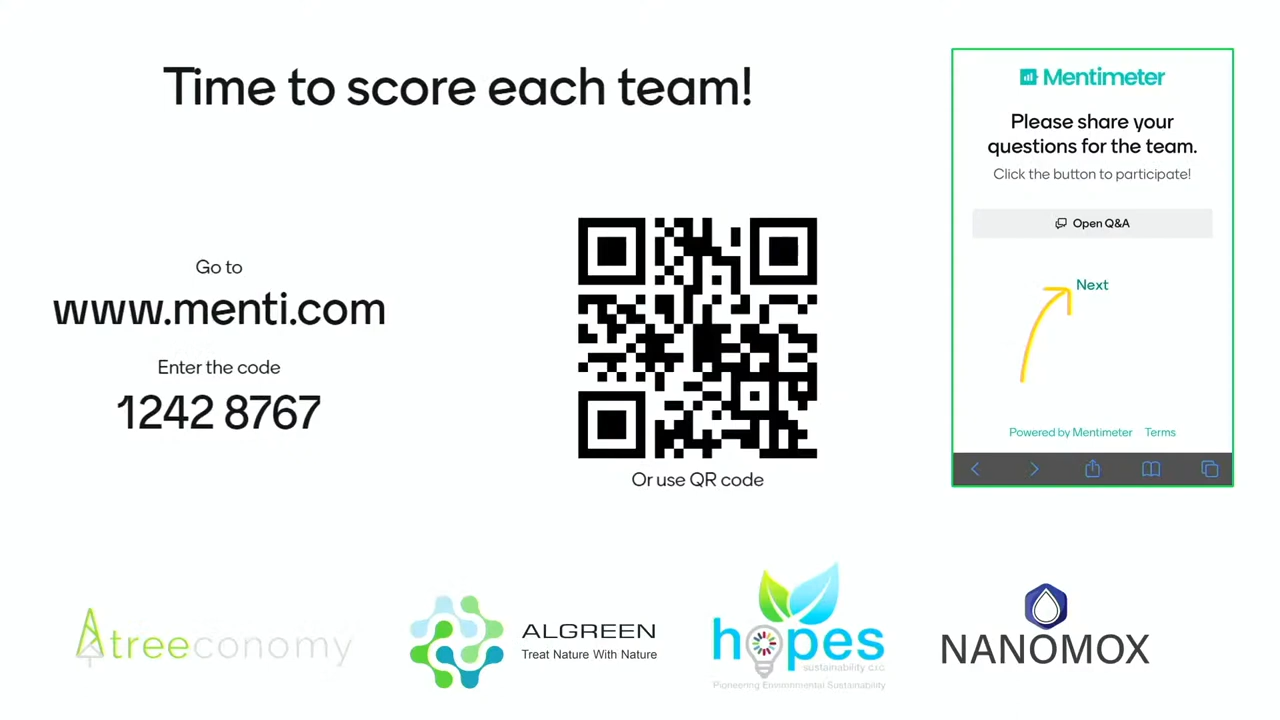 Time to score each team!
Go to
www.menti.com
Enter the code
1242 8767
Or use QR code
Mentimeter
Please share your
questions for the team.
Click the button to participate!
Open Q&A
Next
Powered by Mentimeter Terms
treeconomy
ALGREEN
Treat Nature With Nature
hopes
sustainability c.i.c
Pioneering Environmental Sustainability
NANOMOX